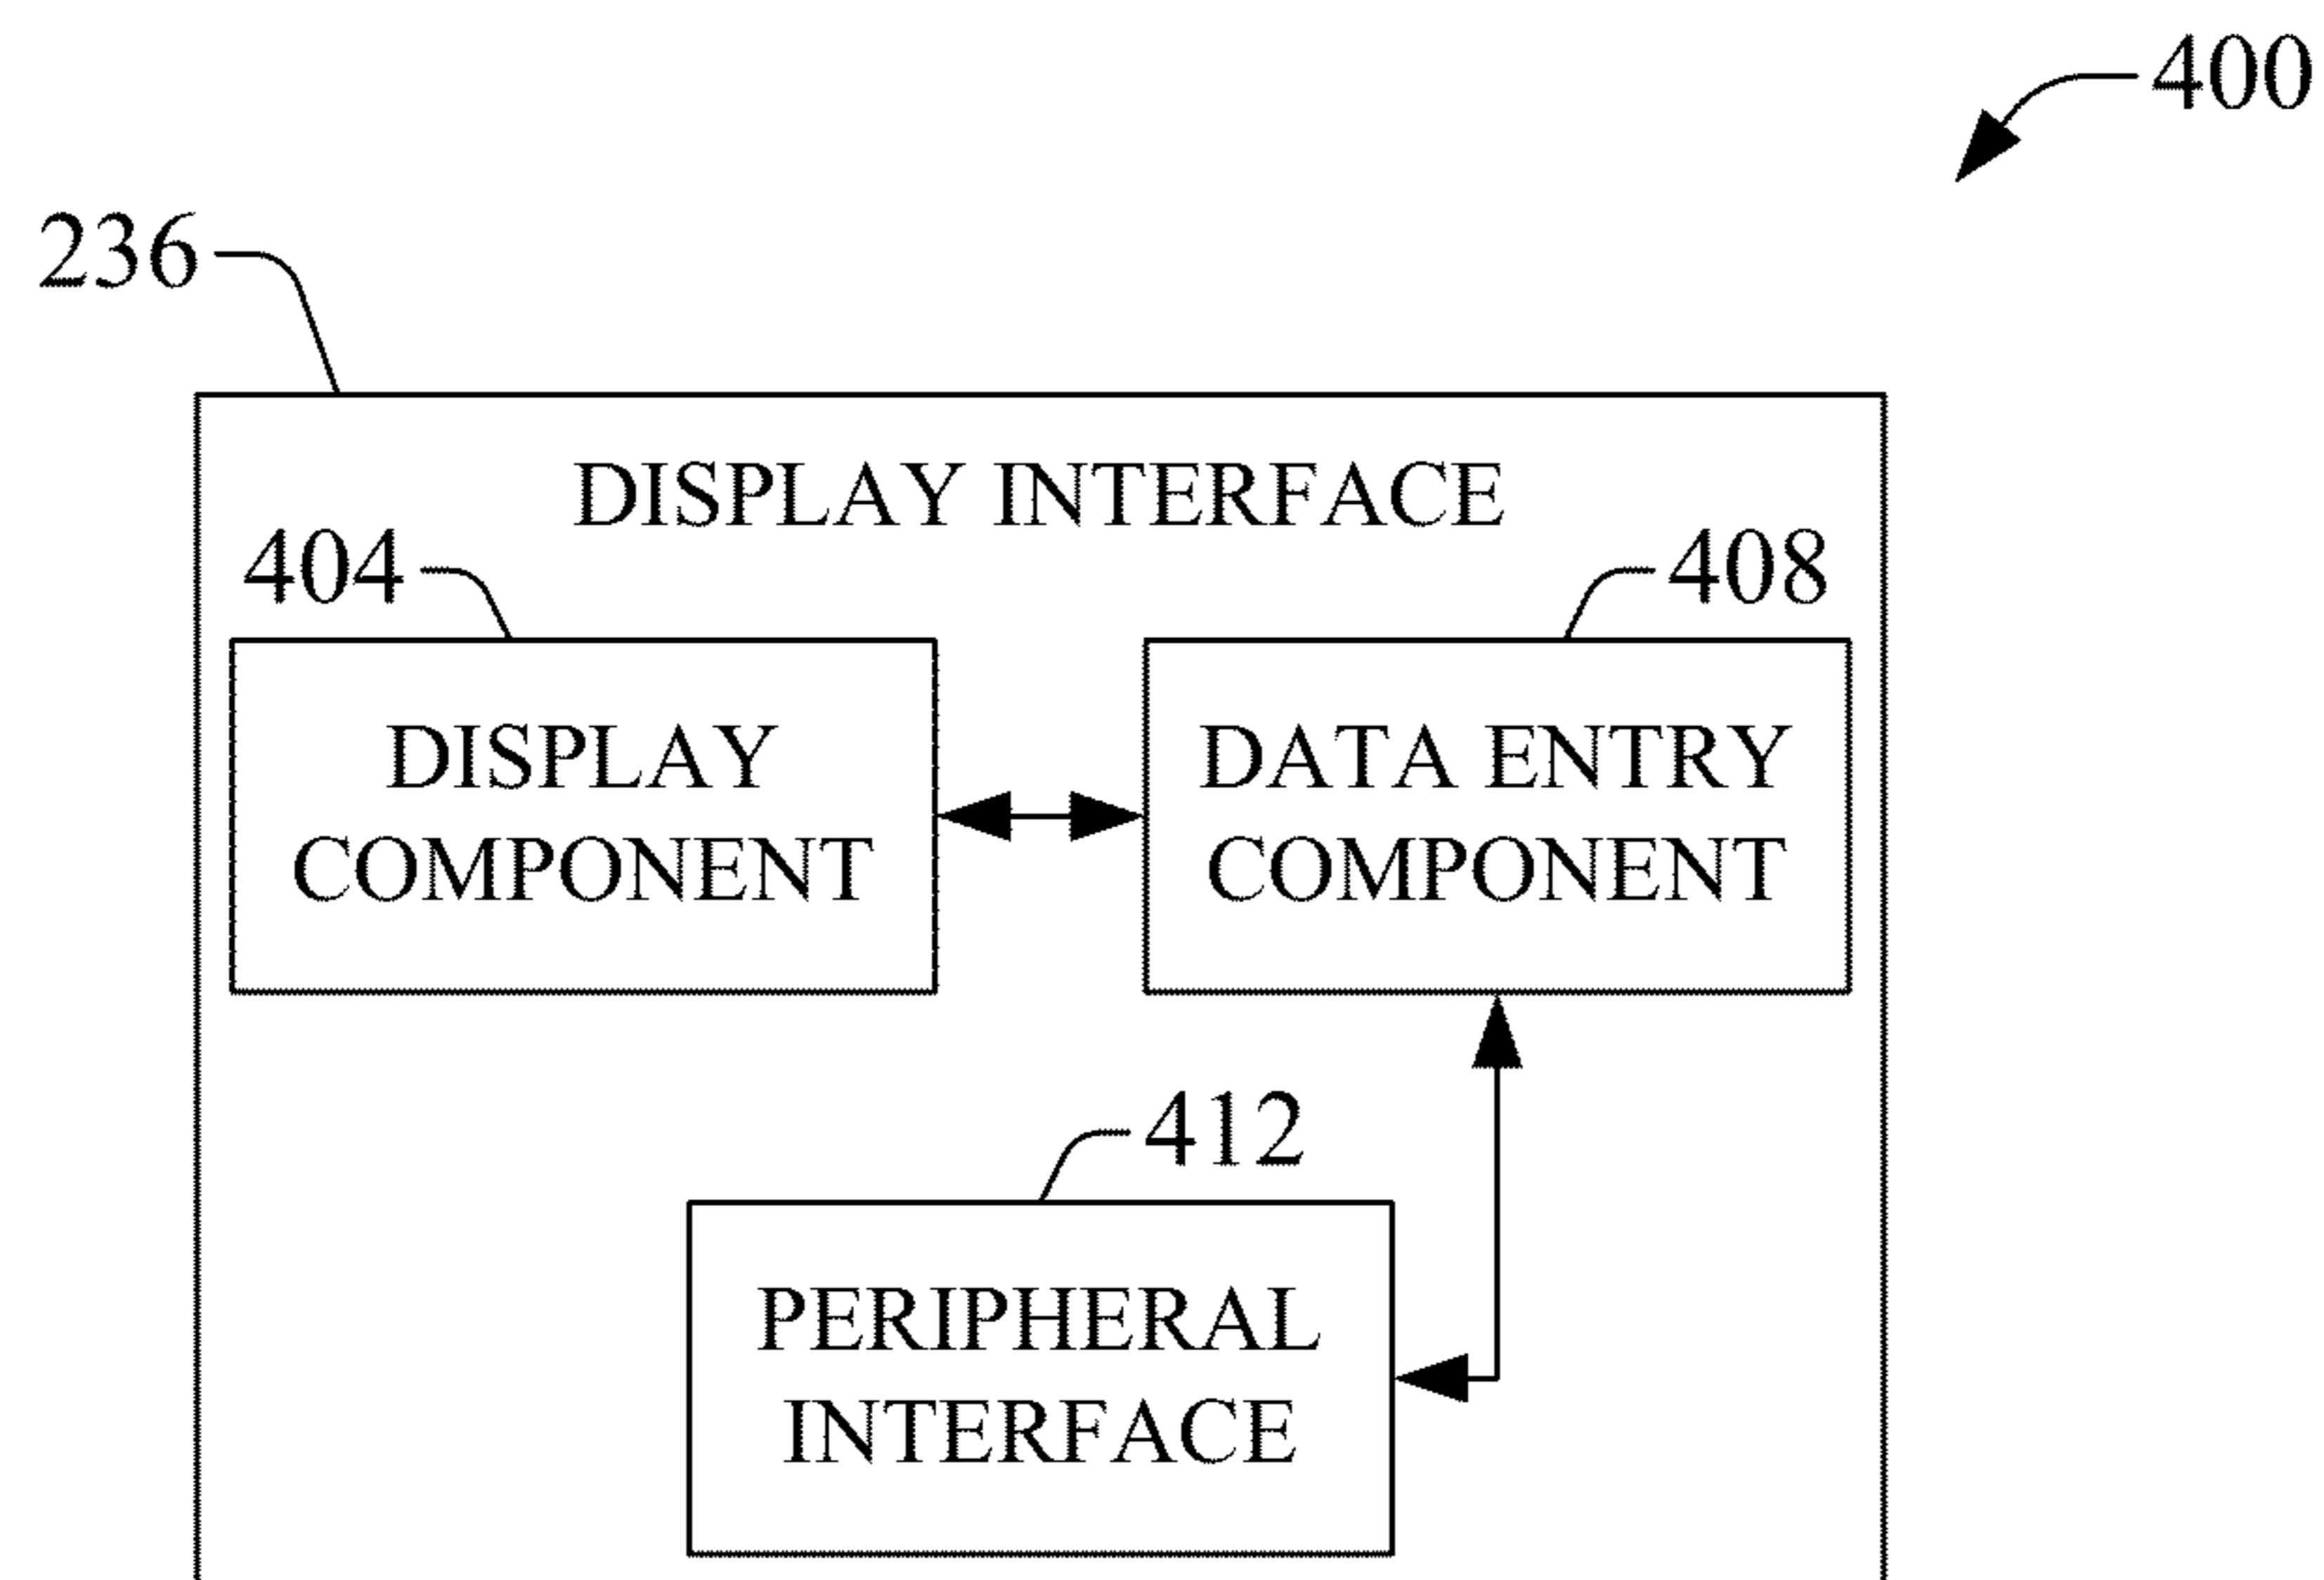 400
236
DISPLAY INTERFACE
404
408
DISPLAY
COMPONENT
DATA ENTRY
COMPONENT
412
PERIPHERAL
INTERFACE